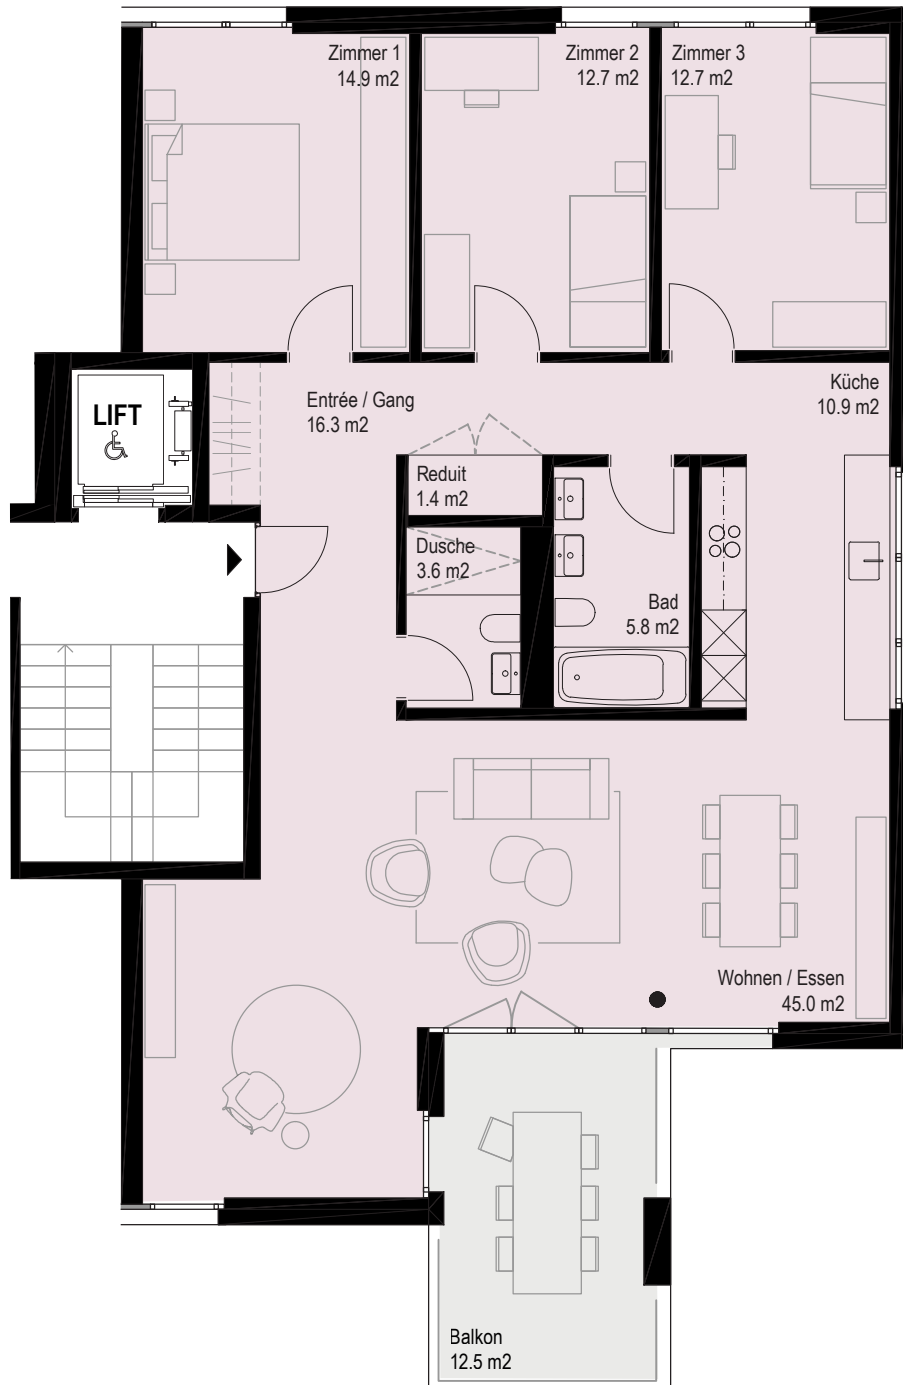 Zimmer 1
14.9 m2
Zimmer 2
12.7 m2
Zimmer 3
12.7 m2
LIFT
Entrée / Gang
16.3 m2
Küche
10.9 m2
Reduit
1.4 m2
Dusche
3.6 m2
Bad
5.8 m2
Wohnen / Essen
45.0 m2
Balkon
12.5 m2